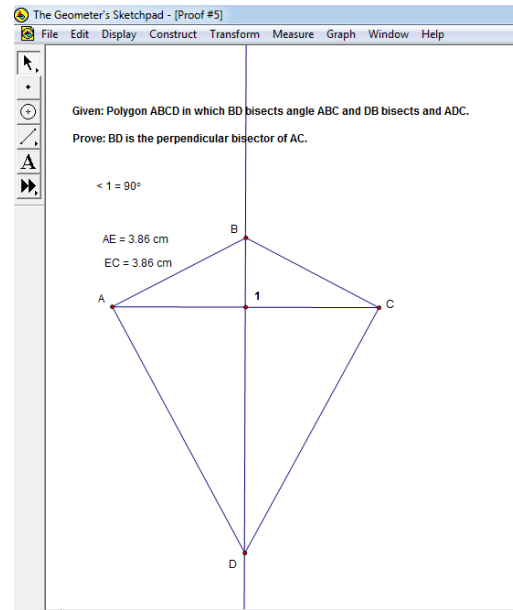 The Geometer's Sketchpad - [Proof #5]
File Edit Display Construct Transform Measure Graph Window Help
Given: Polygon ABCD in which BD bisects angle ABC and DB bisects and ADC.
Prove: BD is the perpendicular bisector of AC.
< 1 = 90°
AE = 3.86 cm
EC = 3.86 cm
B
A
1
C
D
A